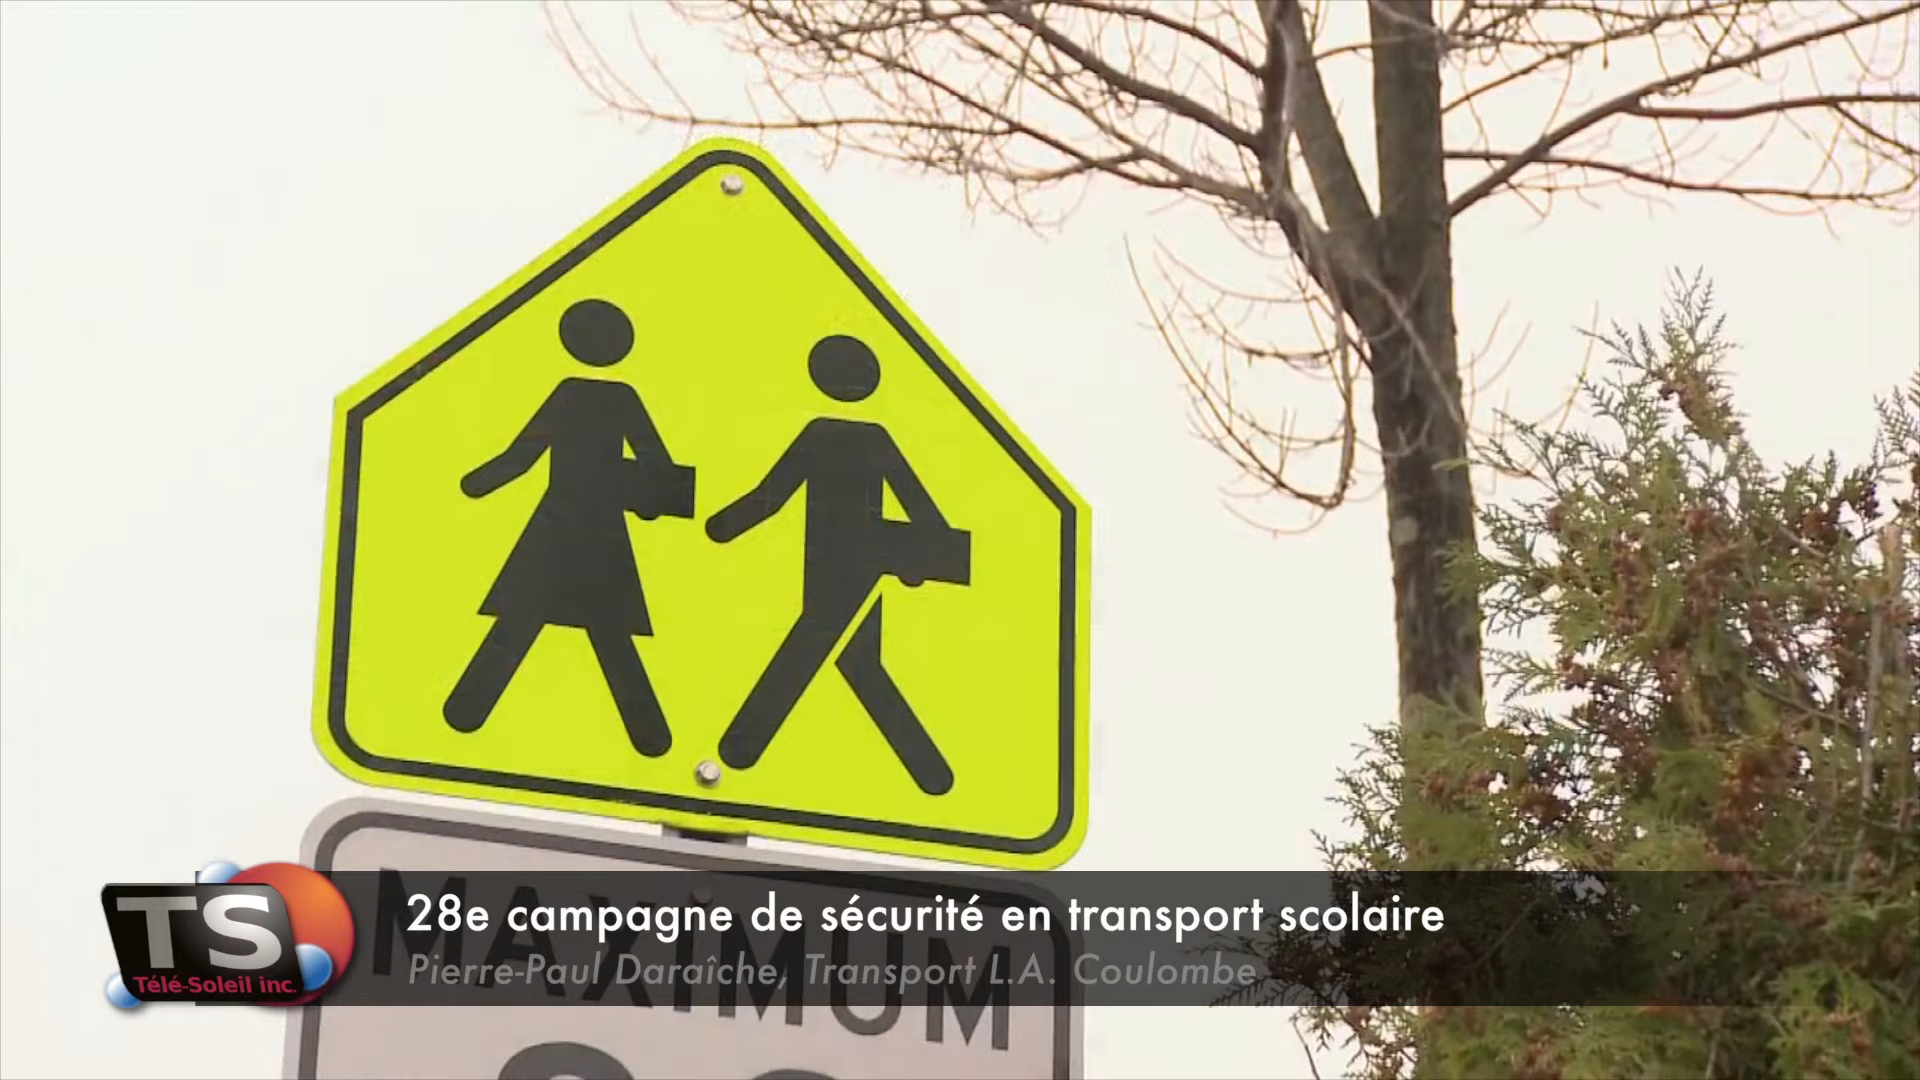 28e campagne de sécurité en transport scolaire
Pierre-Paul Daraîche, Transport L.A. Coulombe
TS
Télé-Soleil inc.
MAXIMUM